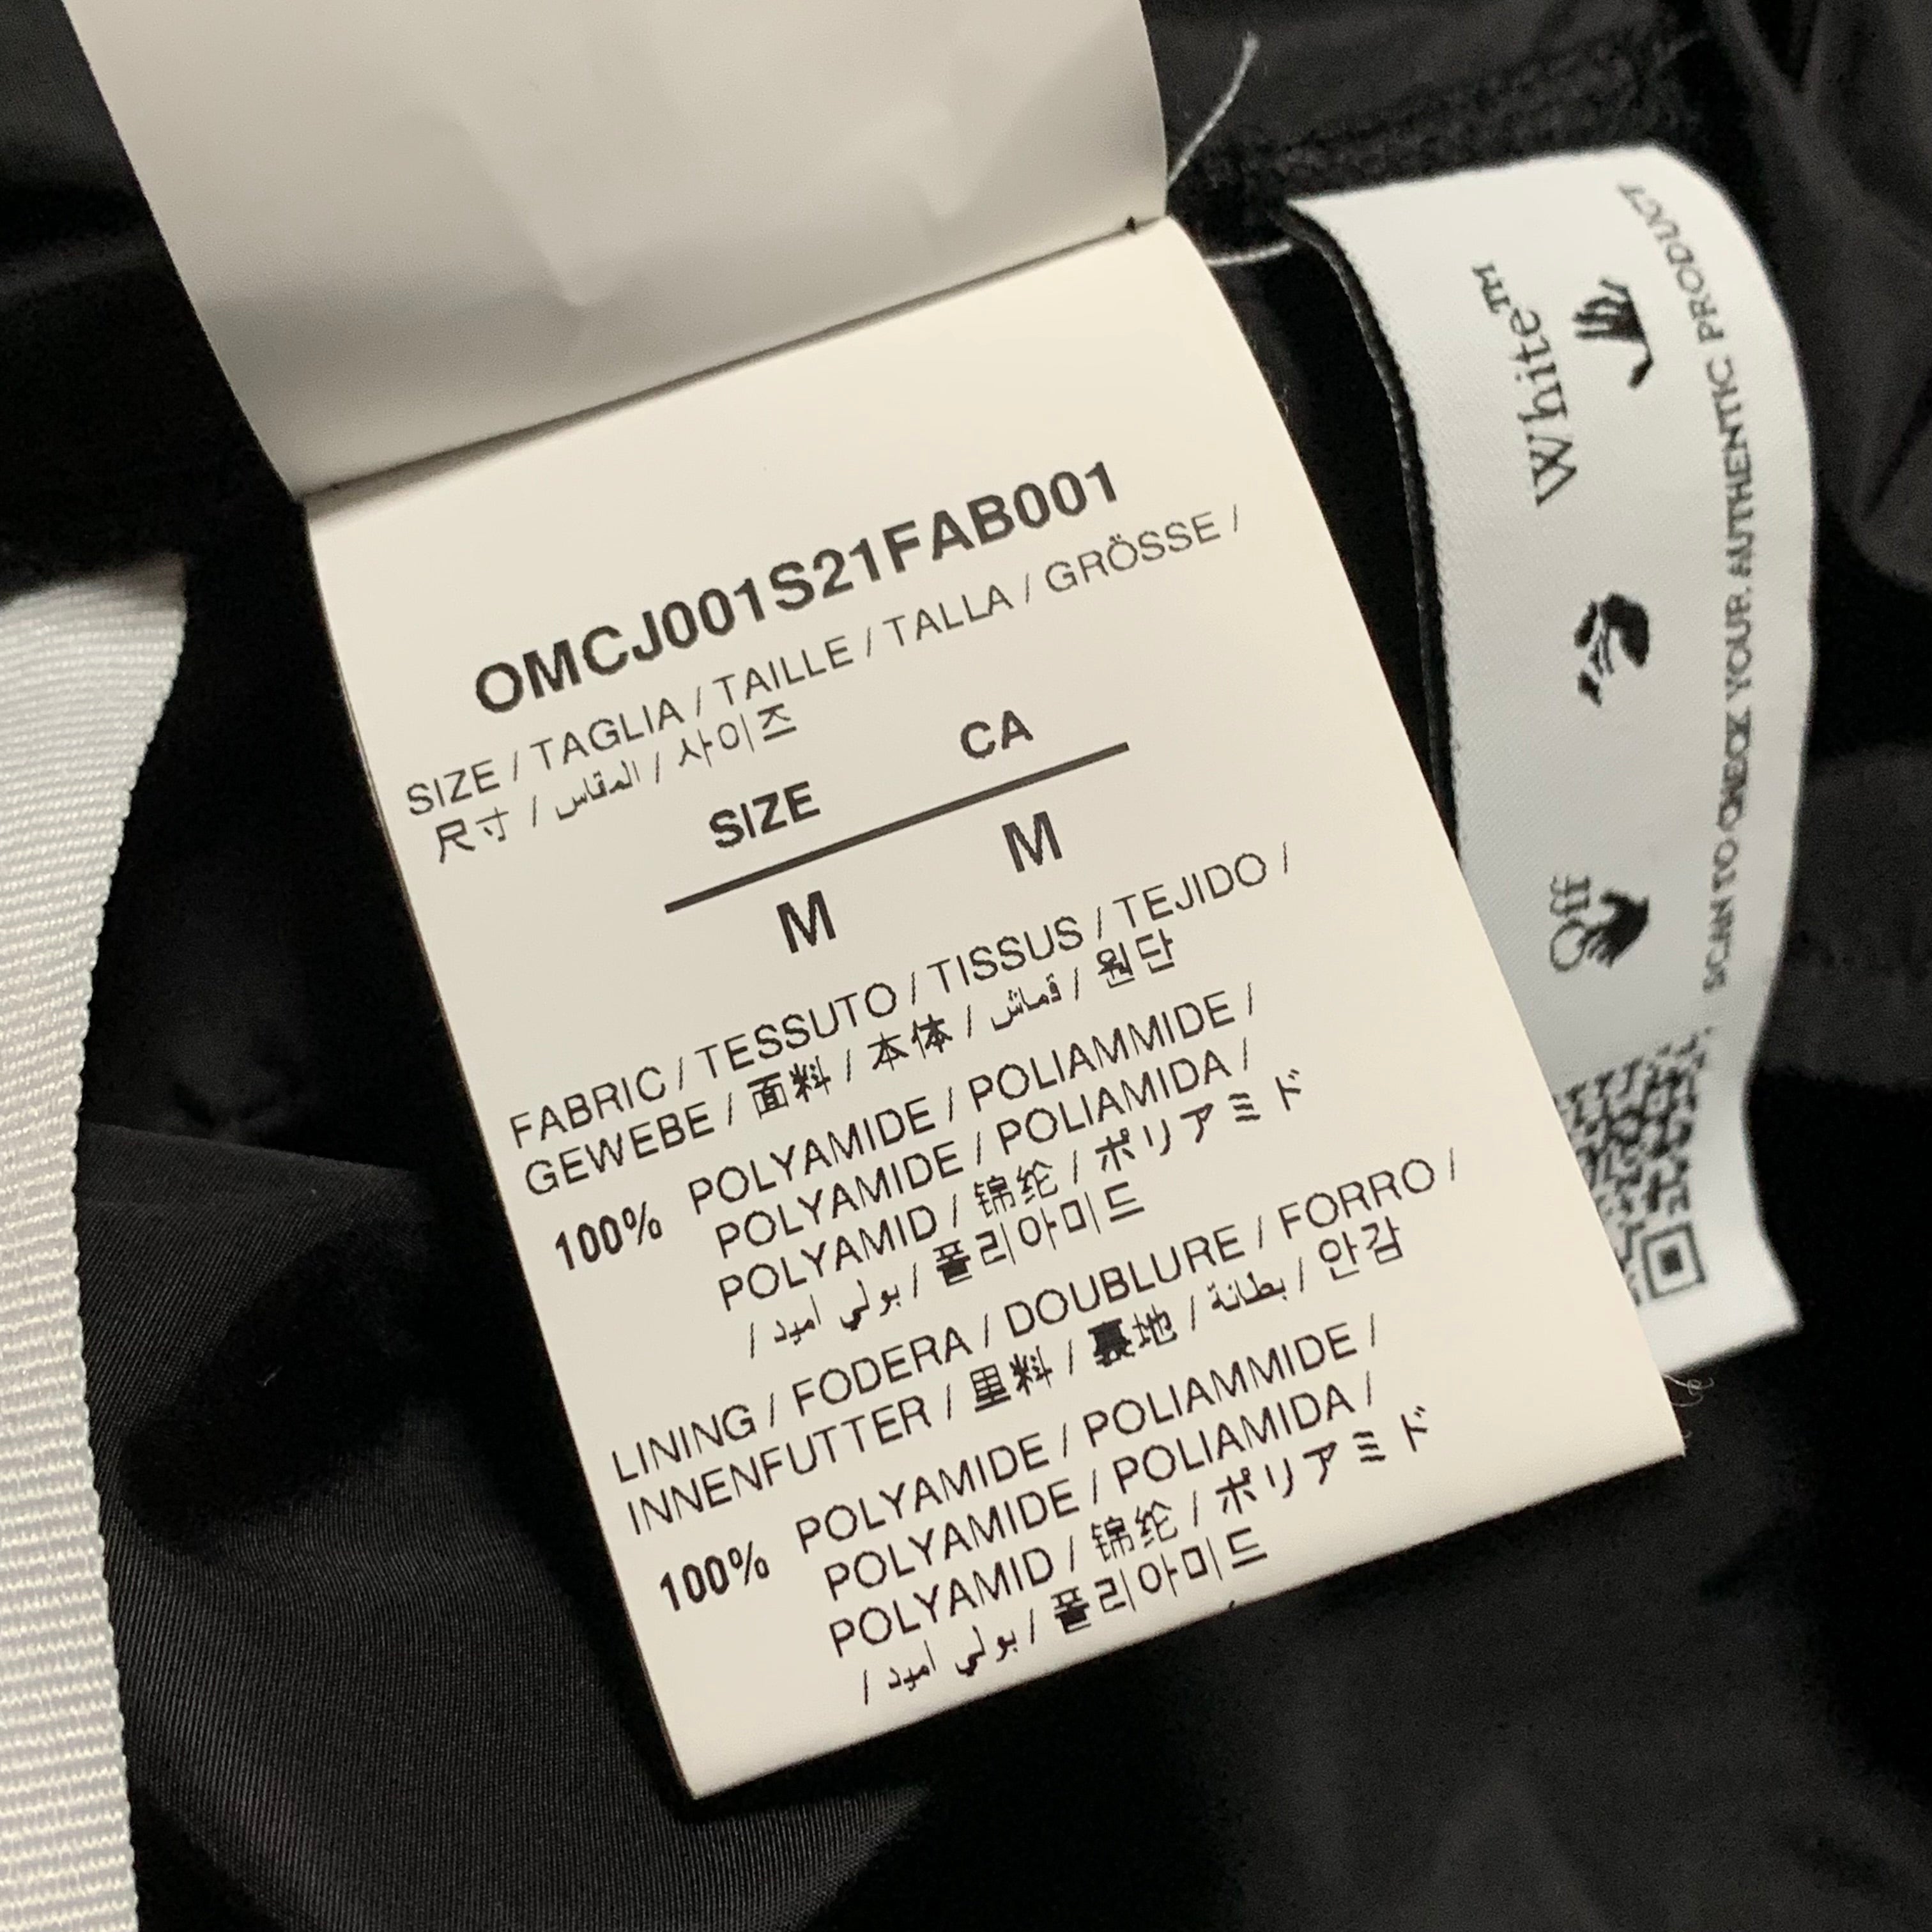 OMCJ001S21FAB001
SIZE / TAGLIA / TAILLE / TALLA / GRÖSSE /
尺寸 / المقاس / 사이즈
SIZE CA
M M
FABRIC / TESSUTO / TISSUS / TEJIDO /
GEWEBE / 面料 / 本体 / قماش / 원단
100% POLYAMIDE / POLIAMMIDE /
POLYAMIDE / POLIAMIDA /
POLYAMID / 锦纶 / ポリアミド
/ بولي أميد / 폴리아미드
LINING / FODERA / DOUBLURE / FORRO /
INNENFUTTER / 里料 / 裏地 / بطانة / 안감
100% POLYAMIDE / POLIAMMIDE /
POLYAMIDE / POLIAMIDA /
POLYAMID / 锦纶 / ポリアミド
/ بولي أميد / 폴리아미드
Off White™
SCAN TO CHECK YOUR AUTHENTIC PRODUCT